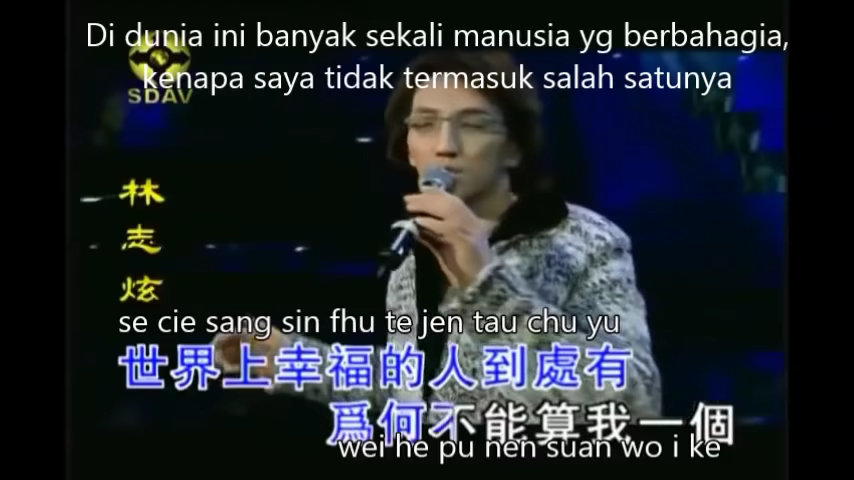 Di dunia ini banyak sekali manusia yg berbahagia,
kenapa saya tidak termasuk salah satunya
SDAV
林
志
炫
se cie sang sin fhu te jen tau chu yu
世界上幸福的人到處有
爲何不能算我一個
wei he pu nen suan wo i ke